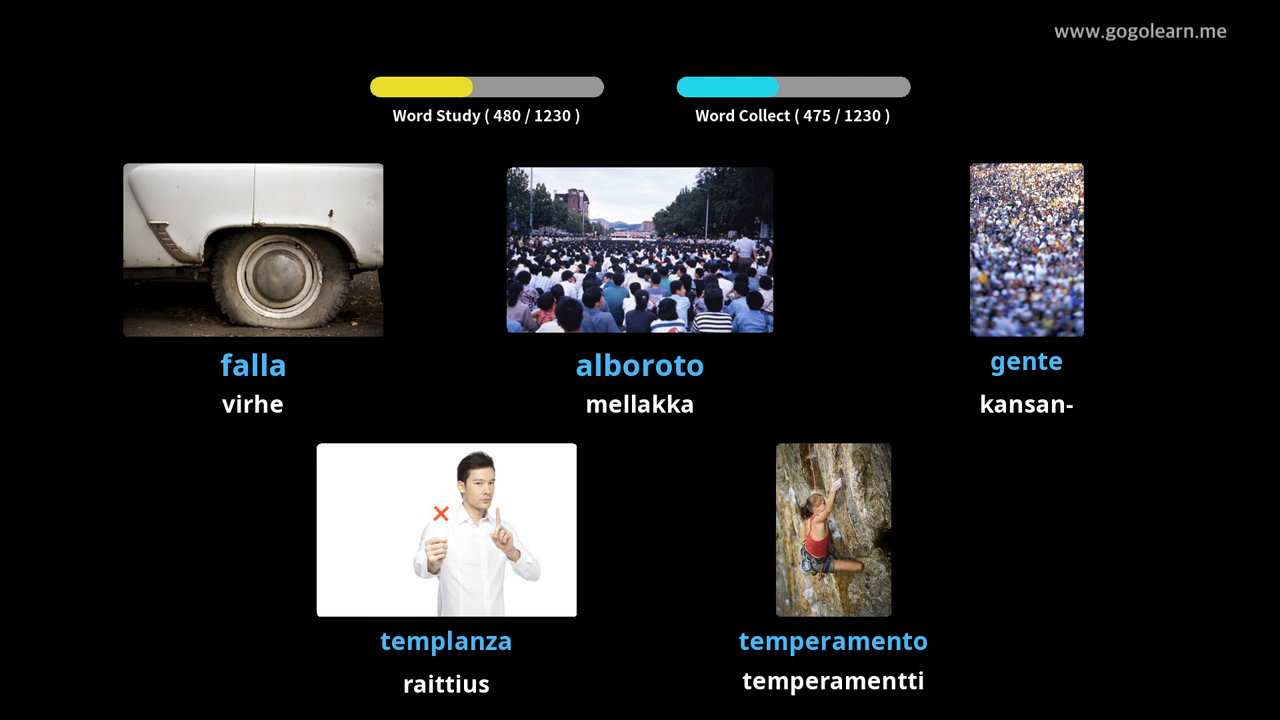 www.gogolearn.me
Word Study ( 480 / 1230 )
Word Collect ( 475 / 1230 )
falla
virhe
alboroto
mellakka
gente
kansan-
templanza
raittius
temperamento
temperamentti